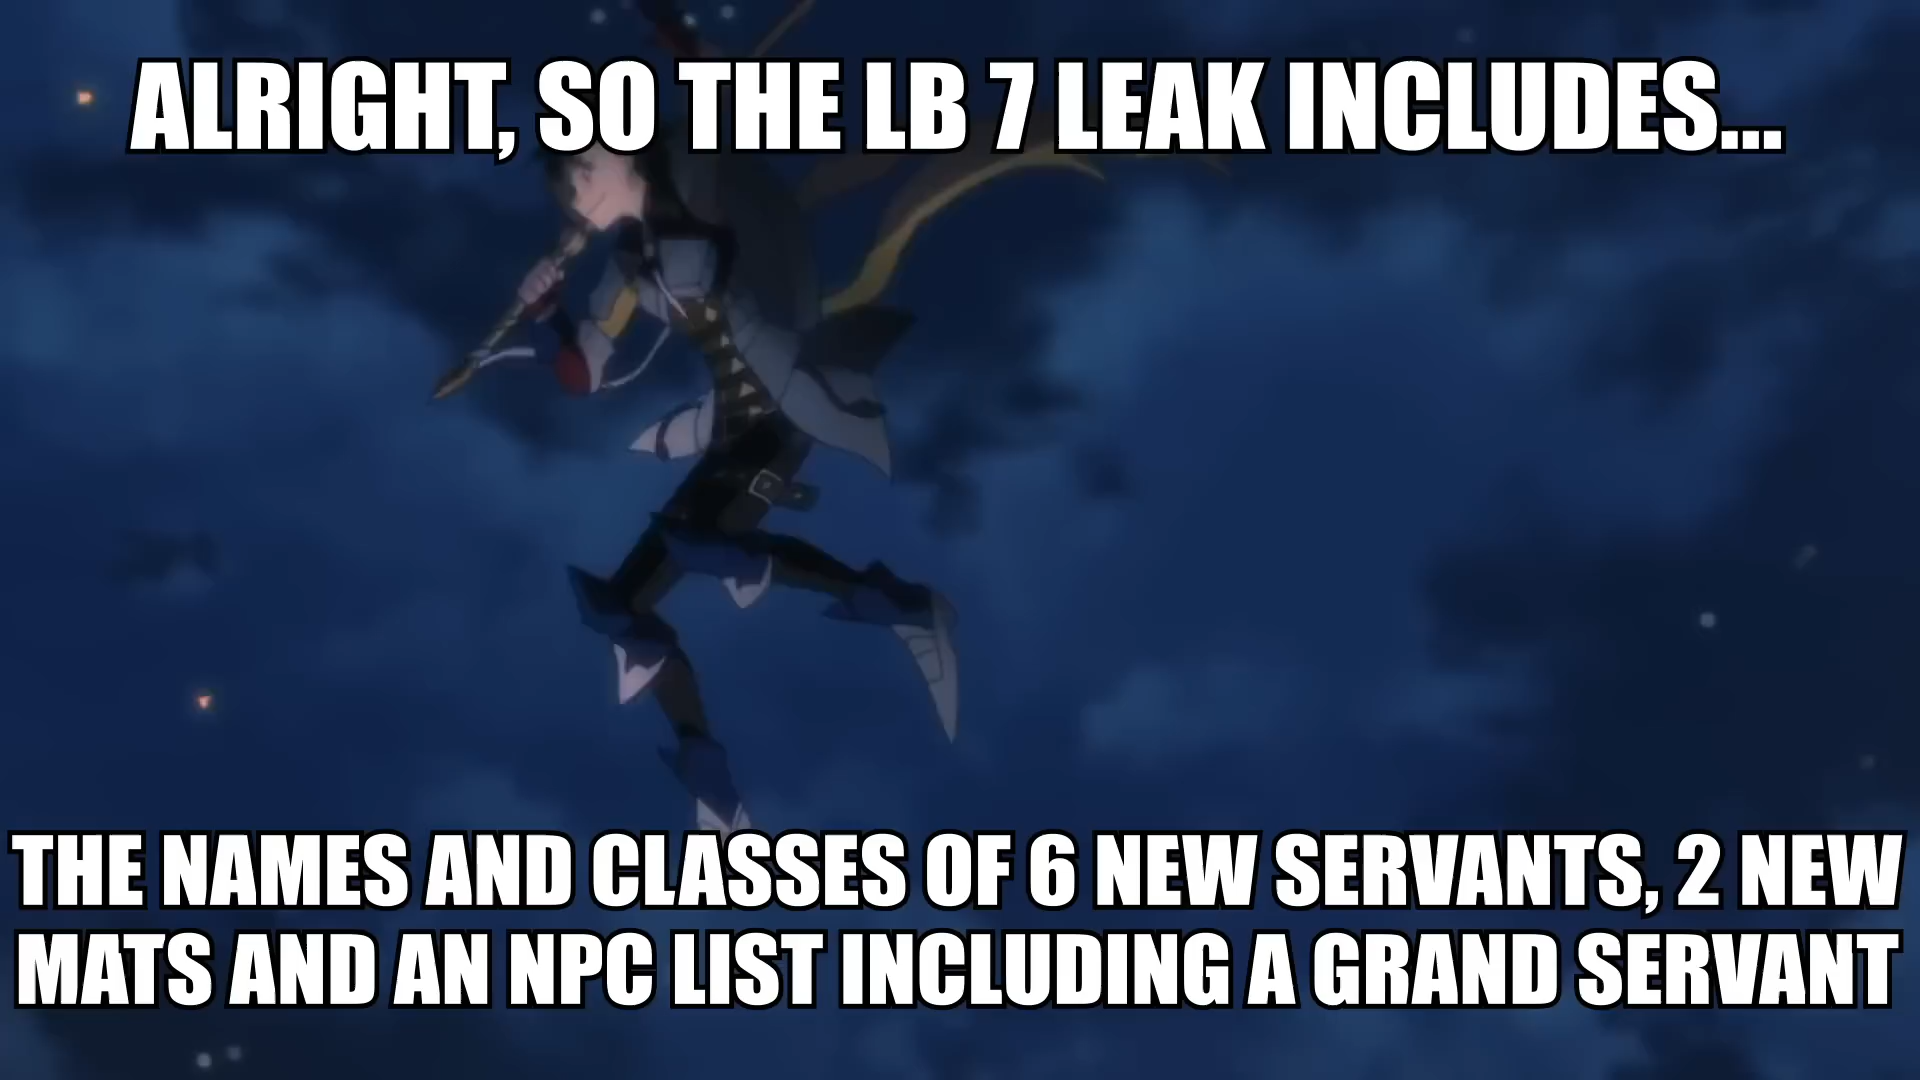 ALRIGHT, SO THE LB 7 LEAK INCLUDES...
THE NAMES AND CLASSES OF 6 NEW SERVANTS, 2 NEW
MATS AND AN NPC LIST INCLUDING A GRAND SERVANT